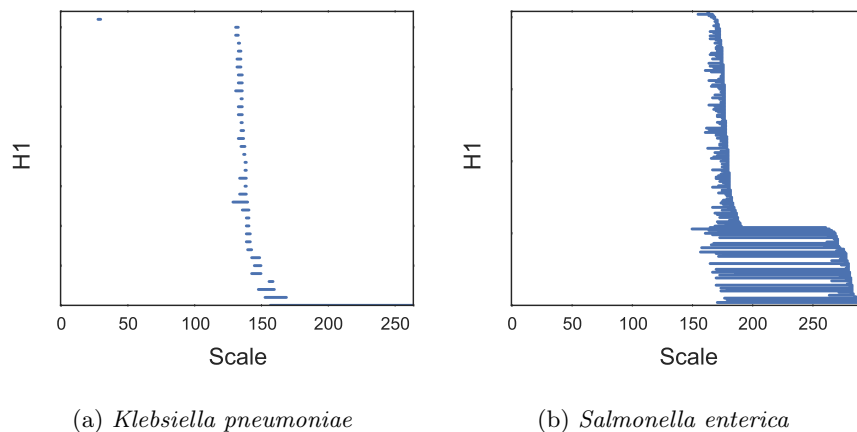 H1
0 50 100 150 200 250
Scale
(a) Klebsiella pneumoniae
H1
0 50 100 150 200 250
Scale
(b) Salmonella enterica